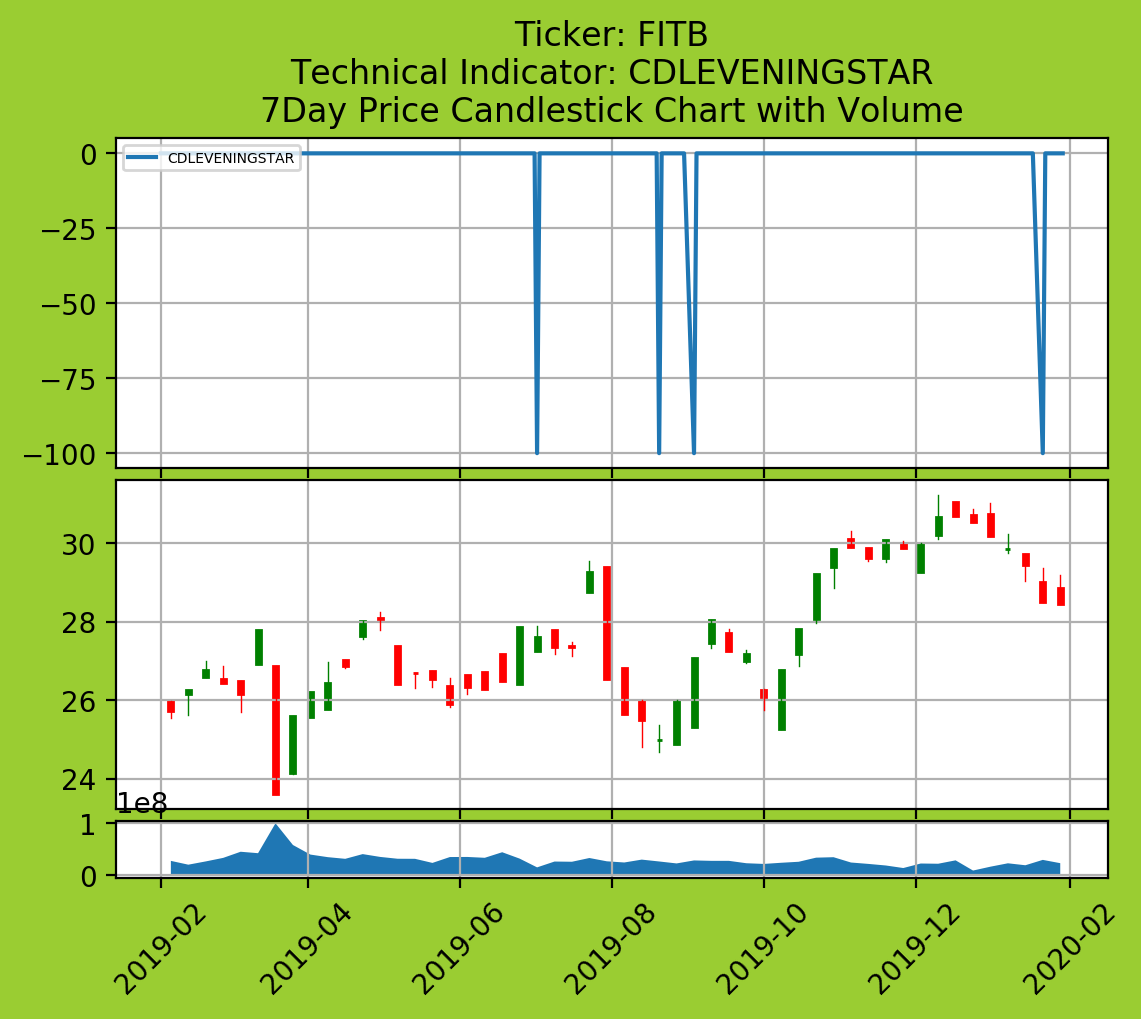 Ticker: FITB
Technical Indicator: CDLEVENINGSTAR
7Day Price Candlestick Chart with Volume
CDLEVENINGSTAR
0
−25
−50
−75
−100
30
28
26
24
1e8
1
0
2019-02 2019-04 2019-06 2019-08 2019-10 2019-12 2020-02